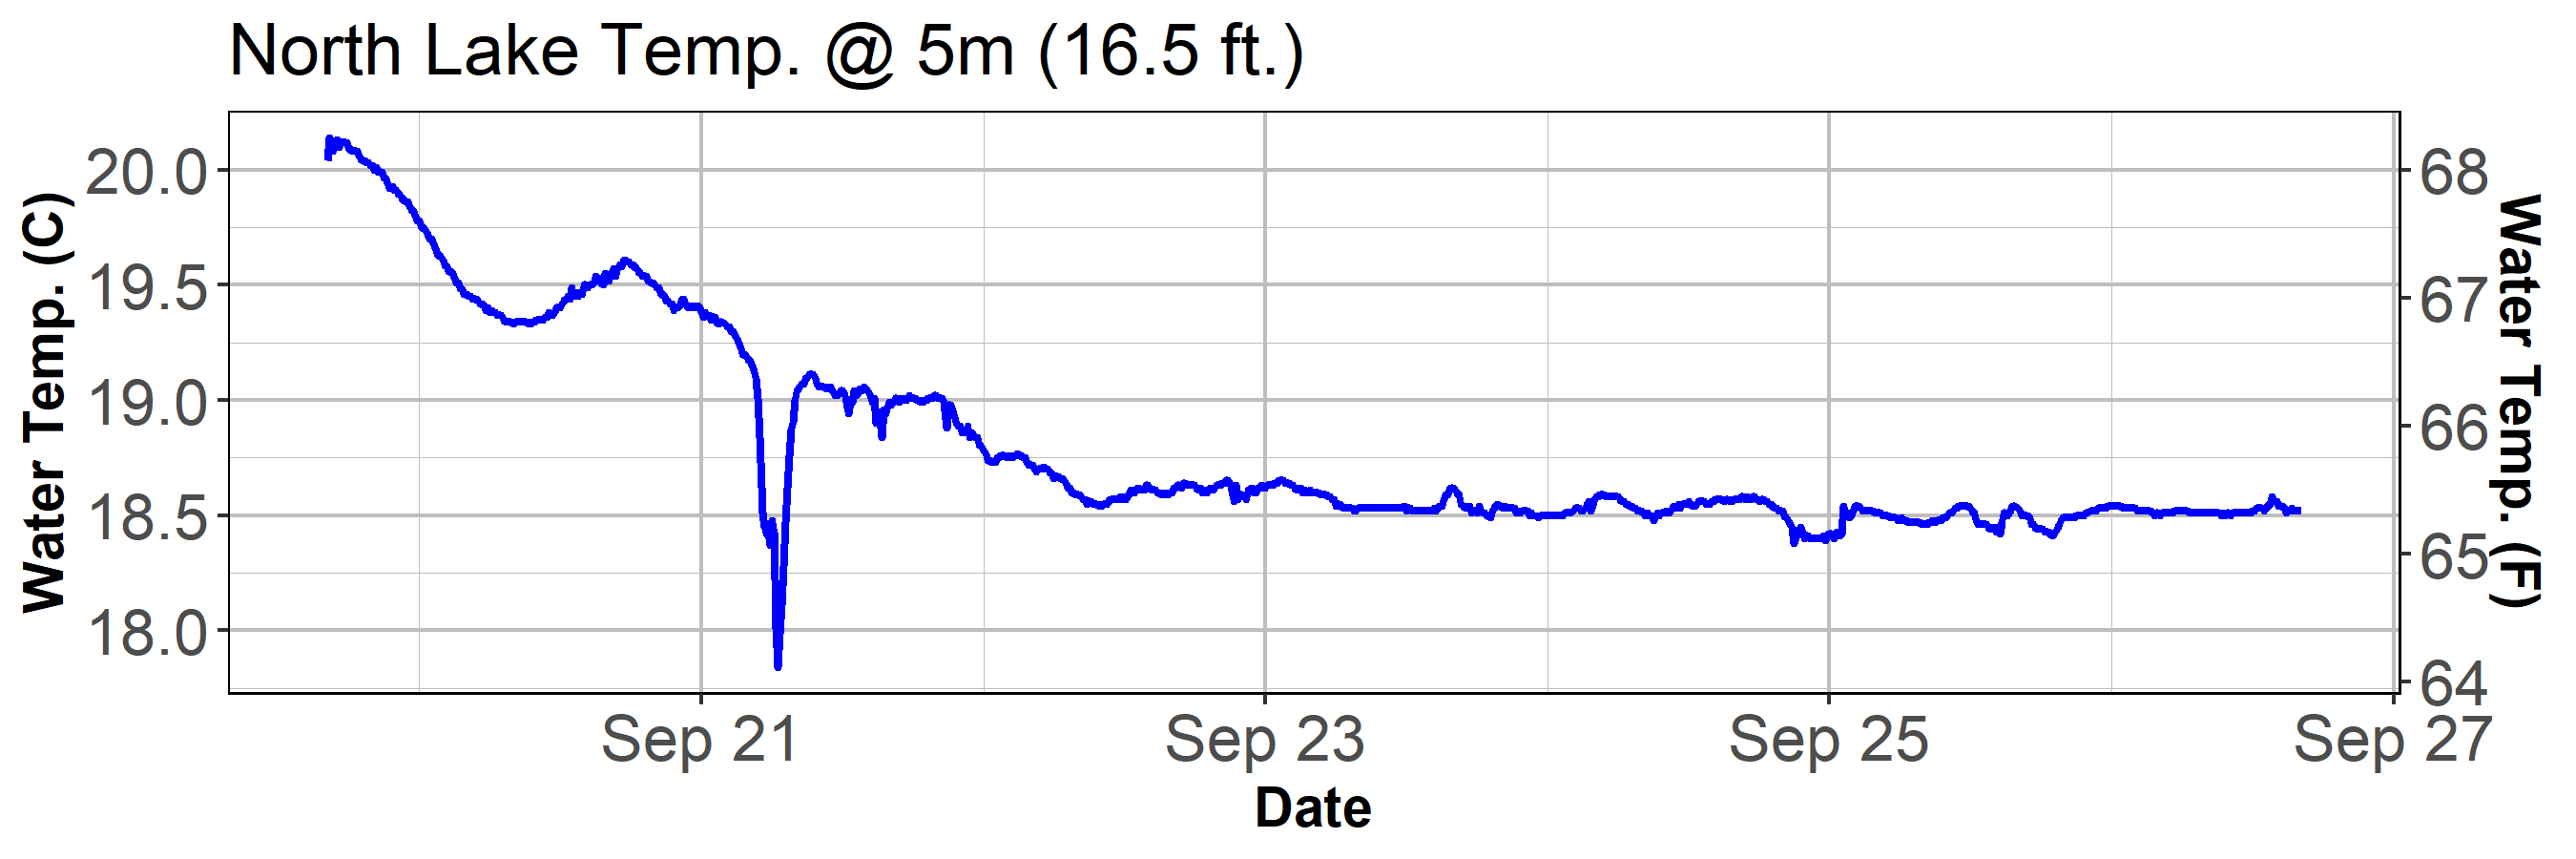 North Lake Temp. @ 5m (16.5 ft.)
Water Temp. (C)
20.0
19.5
19.0
18.5
18.0
68
67
66
65
64
Water Temp. (F)
Sep 21 Sep 23 Sep 25 Sep 27
Date